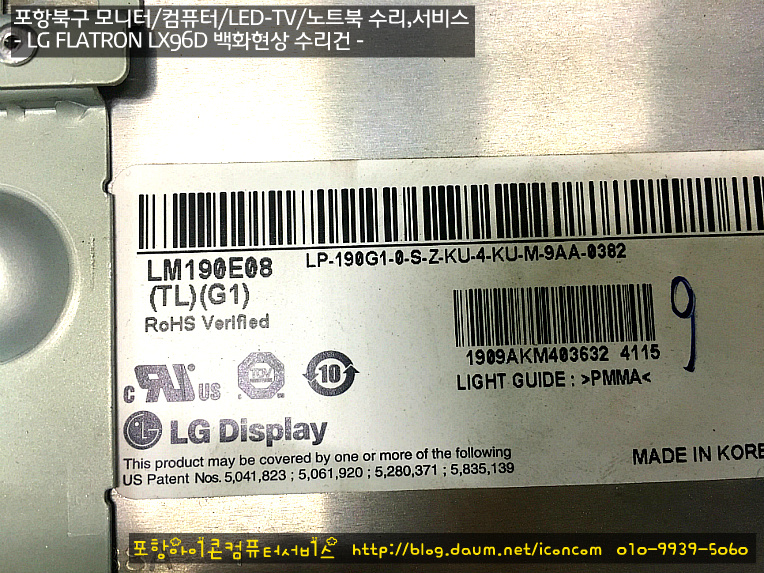 포항북구 모니터/컴퓨터/LED-TV/노트북 수리,서비스
- LG FLATRON LX96D 백화현상 수리건 -
LM190E08
LP-190G1-0-S-Z-KU-4-KU-M-9AA-0382
(TL)(G1)
RoHS Verified
1909AKM403632 4115
9
c RU US
10
LIGHT GUIDE : >PMMA<
LG Display
This product may be covered by one or more of the following
US Patent Nos. 5,041,823 ; 5,061,920 ; 5,280,371 ; 5,835,139
MADE IN KORE
포항아이콘컴퓨터서비스 http://blog.daum.net/iconcom 010-9939-5060